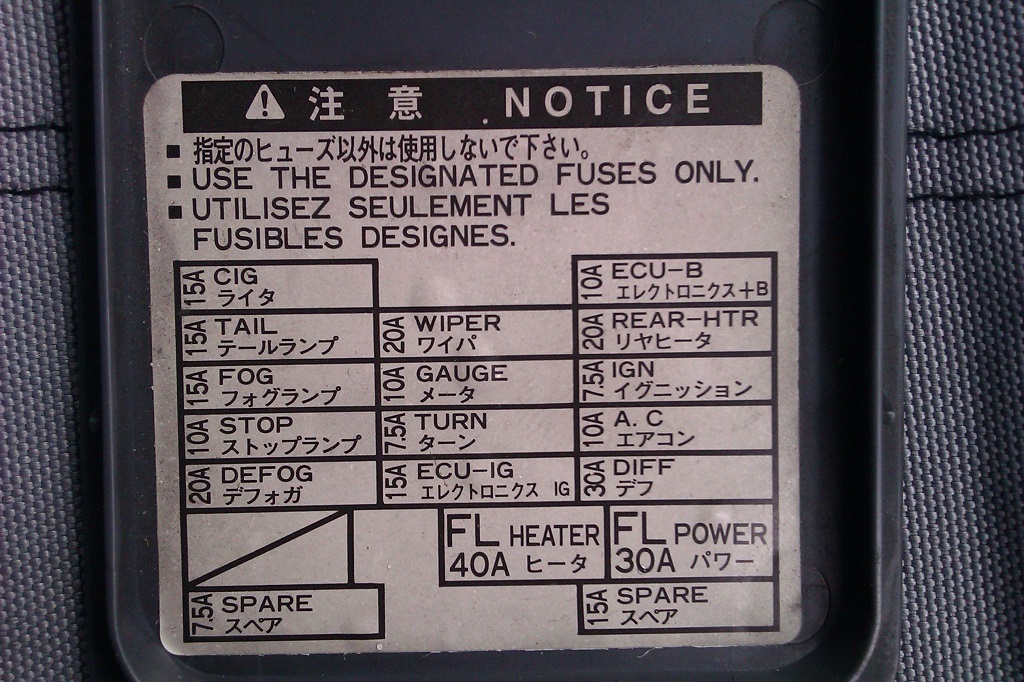 注意 NOTICE
■ 指定のヒューズ以外は使用しないで下さい。
■ USE THE DESIGNATED FUSES ONLY.
■ UTILISEZ SEULEMENT LES
FUSIBLES DESIGNES.
15A CIG
ライタ
10A ECU-B
エレクトロニクス+B
15A TAIL
テールランプ
20A WIPER
ワイパ
20A REAR-HTR
リヤヒータ
15A FOG
フォグランプ
10A GAUGE
メータ
7.5A IGN
イグニッション
10A STOP
ストップランプ
7.5A TURN
ターン
10A A.C
エアコン
20A DEFOG
デフォガ
15A ECU-IG
エレクトロニクス IG
30A DIFF
デフ
FL HEATER
40A ヒータ
FL POWER
30A パワー
7.5A SPARE
スペア
15A SPARE
スペア